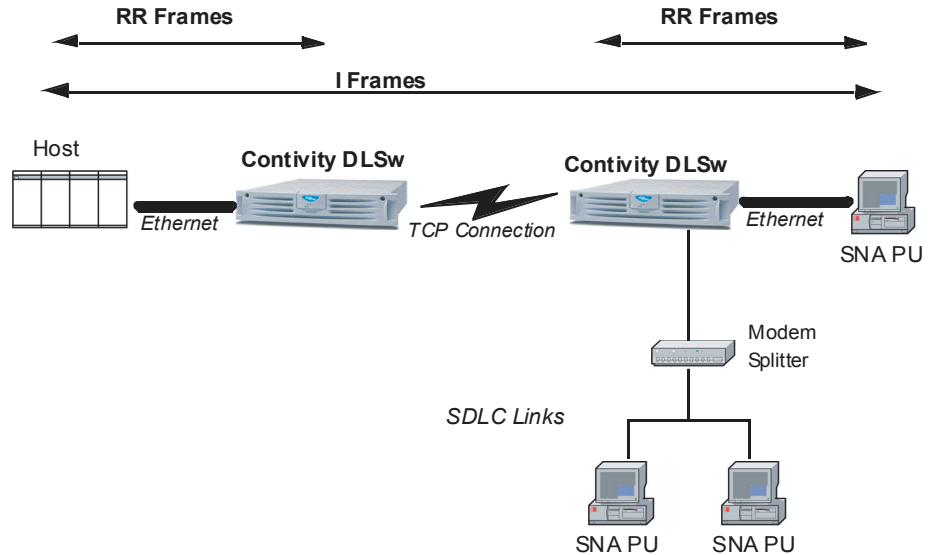 RR Frames
RR Frames
I Frames
Host
Contivity DLSw
Contivity DLSw
Ethernet
TCP Connection
Ethernet
SNA PU
Modem
Splitter
SDLC Links
SNA PU
SNA PU